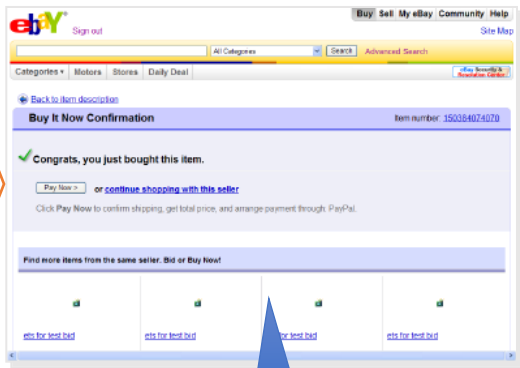 Buy Sell My eBay Community Help
ebY Sign out
Site Map
All Categories Search Advanced Search
Categories Motors Stores Daily Deal
eBay Security &
Resolution Center
Back to item description
Buy It Now Confirmation
Item number: 150384074070
Congrats, you just bought this item.
Pay Now > or continue shopping with this seller
Click Pay Now to confirm shipping, get total price, and arrange payment through PayPal.
Find more items from the same seller. Bid or Buy Now!
ets for test bid ets for test bid for test bid ets for test bid